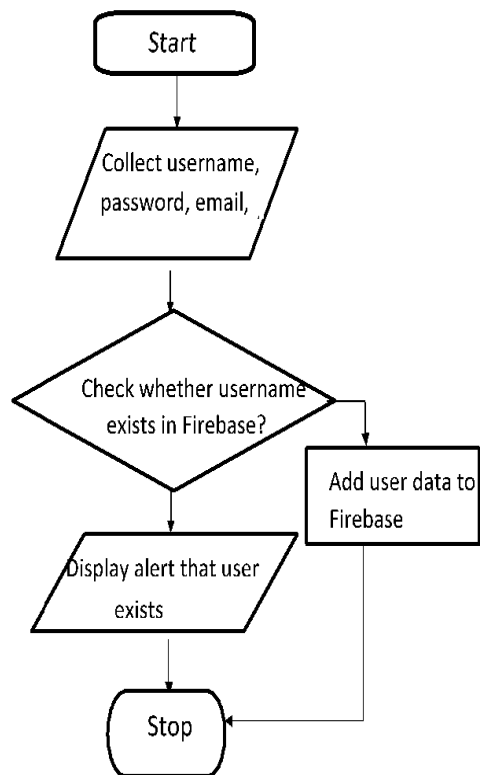 Start
Collect username,
password, email,
Check whether username
exists in Firebase?
Add user data to
Firebase
Display alert that user
exists
Stop